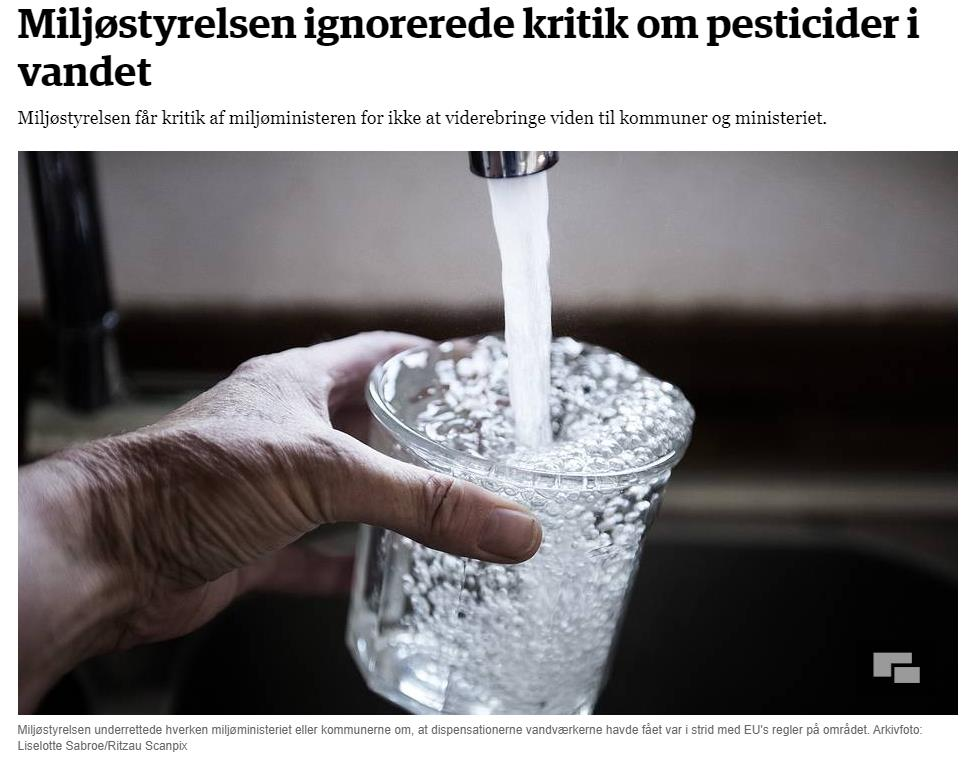 Miljøstyrelsen ignorerede kritik om pesticider i
vandet
Miljøstyrelsen får kritik af miljøministeren for ikke at viderebringe viden til kommuner og ministeriet.
Miljøstyrelsen underrettede hverken miljøministeriet eller kommunerne om, at dispensationerne vandværkerne havde fået var i strid med EU's regler på området. Arkivfoto:
Liselotte Sabroe/Ritzau Scanpix